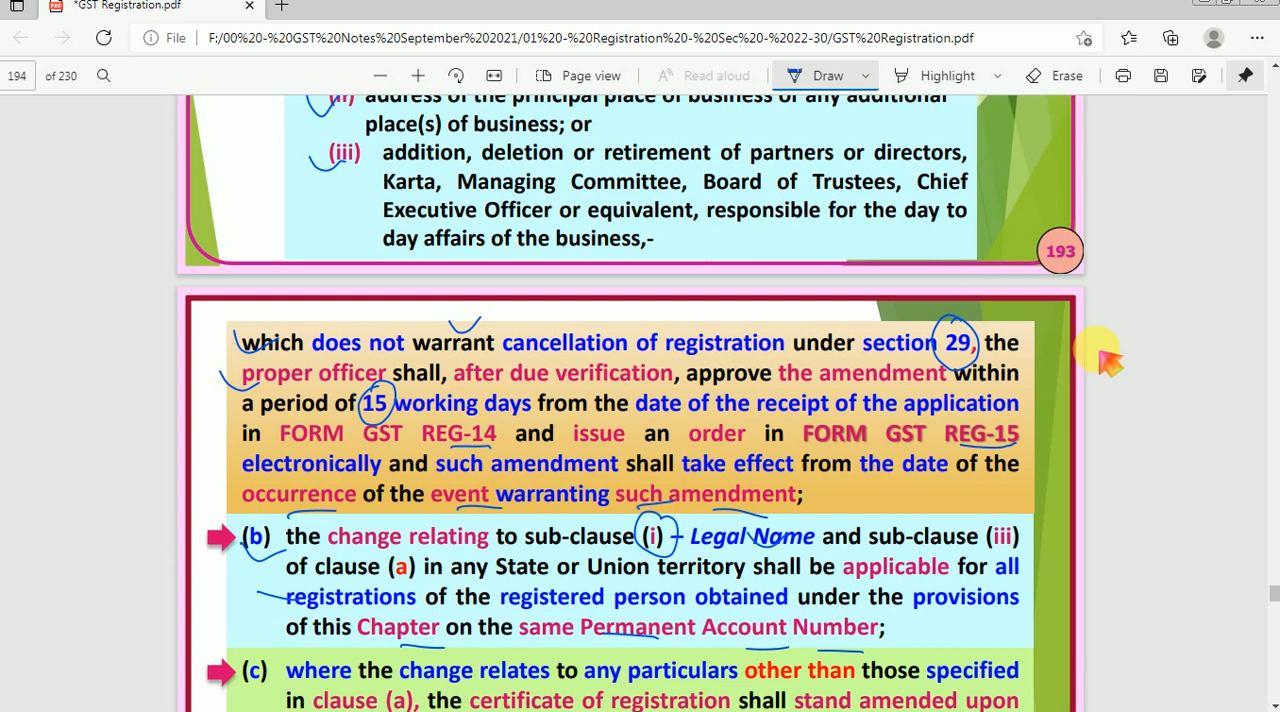 *GST Registration.pdf
File F:/00%20-%20GST%20Notes%20September%202021/01%20-%20Registration%20-%20Sec%20-%2022-30/GST%20Registration.pdf
194 of 230 Page view Read aloud Draw Highlight Erase
(ii) address of the principal place of business or any additional
place(s) of business; or
(iii) addition, deletion or retirement of partners or directors,
Karta, Managing Committee, Board of Trustees, Chief
Executive Officer or equivalent, responsible for the day to
day affairs of the business,-
193
which does not warrant cancellation of registration under section 29, the
proper officer shall, after due verification, approve the amendment within
a period of 15 working days from the date of the receipt of the application
in FORM GST REG-14 and issue an order in FORM GST REG-15
electronically and such amendment shall take effect from the date of the
occurrence of the event warranting such amendment;
(b) the change relating to sub-clause (i) – Legal Name and sub-clause (iii)
of clause (a) in any State or Union territory shall be applicable for all
registrations of the registered person obtained under the provisions
of this Chapter on the same Permanent Account Number;
(c) where the change relates to any particulars other than those specified
in clause (a), the certificate of registration shall stand amended upon